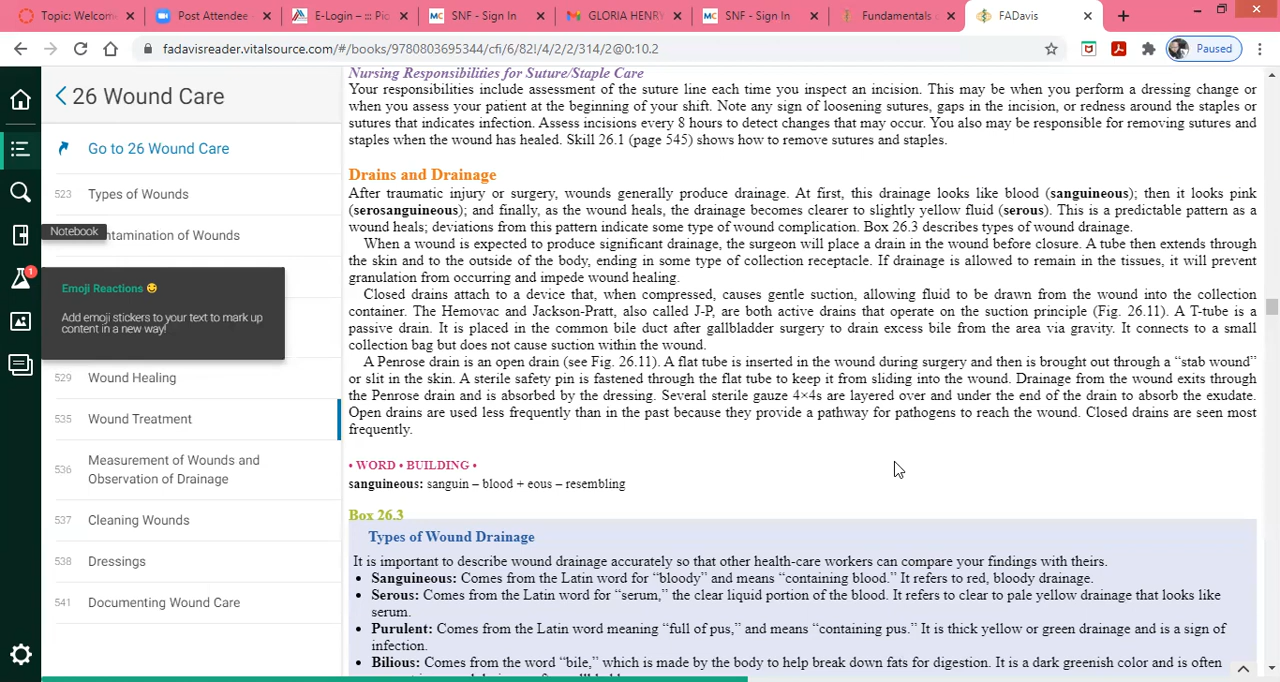 Topic: Welcom
Post Attendee
E-Login – ::: Pic
SNF - Sign In
GLORIA HENRY
SNF - Sign In
Fundamentals o
FADavis
fadavisreader.vitalsource.com/#/books/9780803695344/cfi/6/82!/4/2/2/314/2@0:10.2
Paused
26 Wound Care
Go to 26 Wound Care
523 Types of Wounds
Notebook
ntamination of Wounds
1
Emoji Reactions 😀
Add emoji stickers to your text to mark up
content in a new way!
529 Wound Healing
535 Wound Treatment
536 Measurement of Wounds and
Observation of Drainage
537 Cleaning Wounds
538 Dressings
541 Documenting Wound Care
Nursing Responsibilities for Suture/Staple Care
Your responsibilities include assessment of the suture line each time you inspect an incision. This may be when you perform a dressing change or
when you assess your patient at the beginning of your shift. Note any sign of loosening sutures, gaps in the incision, or redness around the staples or
sutures that indicates infection. Assess incisions every 8 hours to detect changes that may occur. You also may be responsible for removing sutures and
staples when the wound has healed. Skill 26.1 (page 545) shows how to remove sutures and staples.
Drains and Drainage
After traumatic injury or surgery, wounds generally produce drainage. At first, this drainage looks like blood (sanguineous); then it looks pink
(serosanguineous); and finally, as the wound heals, the drainage becomes clearer to slightly yellow fluid (serous). This is a predictable pattern as a
wound heals; deviations from this pattern indicate some type of wound complication. Box 26.3 describes types of wound drainage.
When a wound is expected to produce significant drainage, the surgeon will place a drain in the wound before closure. A tube then extends through
the skin and to the outside of the body, ending in some type of collection receptacle. If drainage is allowed to remain in the tissues, it will prevent
granulation from occurring and impede wound healing.
Closed drains attach to a device that, when compressed, causes gentle suction, allowing fluid to be drawn from the wound into the collection
container. The Hemovac and Jackson-Pratt, also called J-P, are both active drains that operate on the suction principle (Fig. 26.11). A T-tube is a
passive drain. It is placed in the common bile duct after gallbladder surgery to drain excess bile from the area via gravity. It connects to a small
collection bag but does not cause suction within the wound.
A Penrose drain is an open drain (see Fig. 26.11). A flat tube is inserted in the wound during surgery and then is brought out through a “stab wound”
or slit in the skin. A sterile safety pin is fastened through the flat tube to keep it from sliding into the wound. Drainage from the wound exits through
the Penrose drain and is absorbed by the dressing. Several sterile gauze 4×4s are layered over and under the end of the drain to absorb the exudate.
Open drains are used less frequently than in the past because they provide a pathway for pathogens to reach the wound. Closed drains are seen most
frequently.
• WORD • BUILDING •
sanguineous: sanguin – blood + eous – resembling
Box 26.3
Types of Wound Drainage
It is important to describe wound drainage accurately so that other health-care workers can compare your findings with theirs.
• Sanguineous: Comes from the Latin word for “bloody” and means “containing blood.” It refers to red, bloody drainage.
• Serous: Comes from the Latin word for “serum,” the clear liquid portion of the blood. It refers to clear to pale yellow drainage that looks like
serum.
• Purulent: Comes from the Latin word meaning “full of pus,” and means “containing pus.” It is thick yellow or green drainage and is a sign of
infection.
• Bilious: Comes from the word “bile,” which is made by the body to help break down fats for digestion. It is a dark greenish color and is often